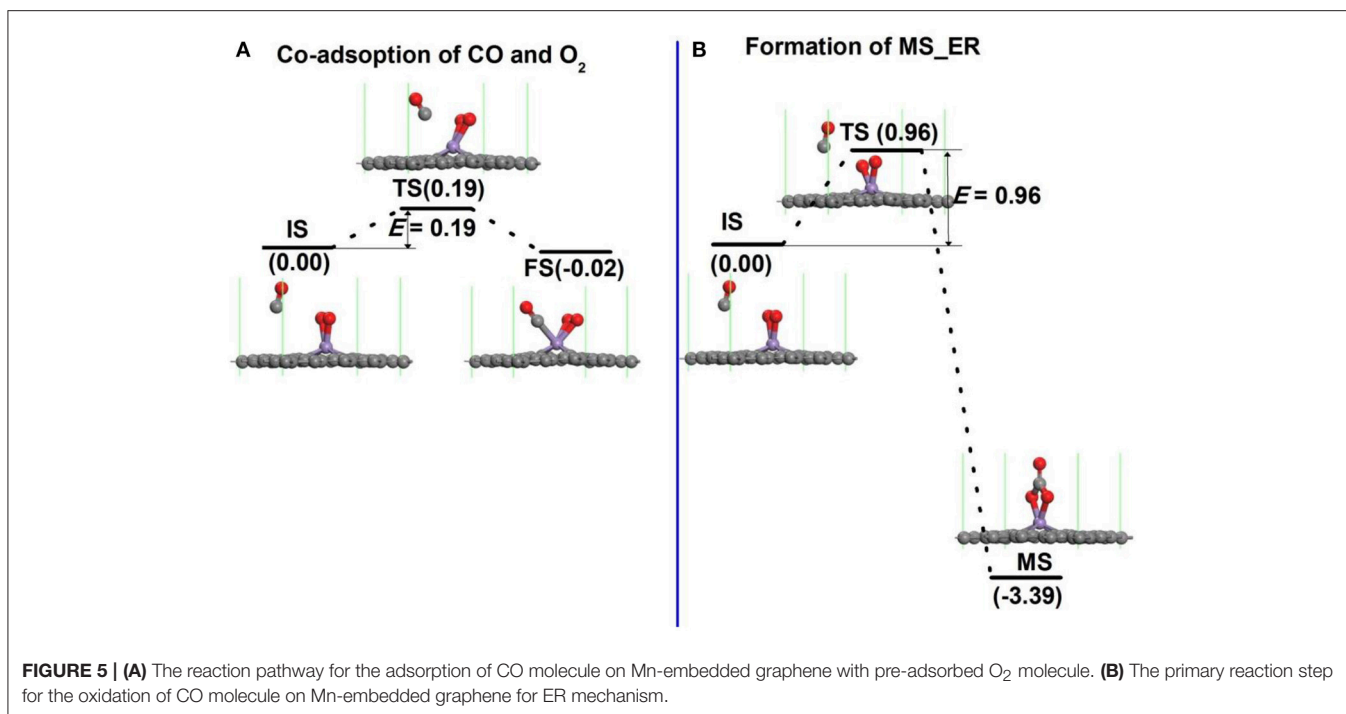 A
Co-adsoption of CO and O2
TS(0.19)
E = 0.19
IS
(0.00)
FS(-0.02)
B
Formation of MS_ER
TS (0.96)
E = 0.96
IS
(0.00)
MS
(-3.39)
FIGURE 5 | (A) The reaction pathway for the adsorption of CO molecule on Mn-embedded graphene with pre-adsorbed O2 molecule. (B) The primary reaction step
for the oxidation of CO molecule on Mn-embedded graphene for ER mechanism.